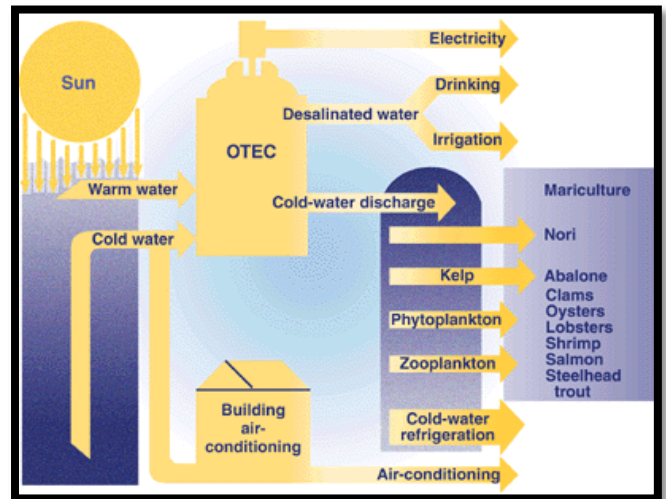 Sun
Electricity
Drinking
Desalinated water
Irrigation
OTEC
Warm water
Cold-water discharge
Mariculture
Cold water
Nori
Kelp
Abalone
Clams
Oysters
Lobsters
Shrimp
Salmon
Steelhead
trout
Phytoplankton
Zooplankton
Cold-water
refrigeration
Building
air-
conditioning
Air-conditioning